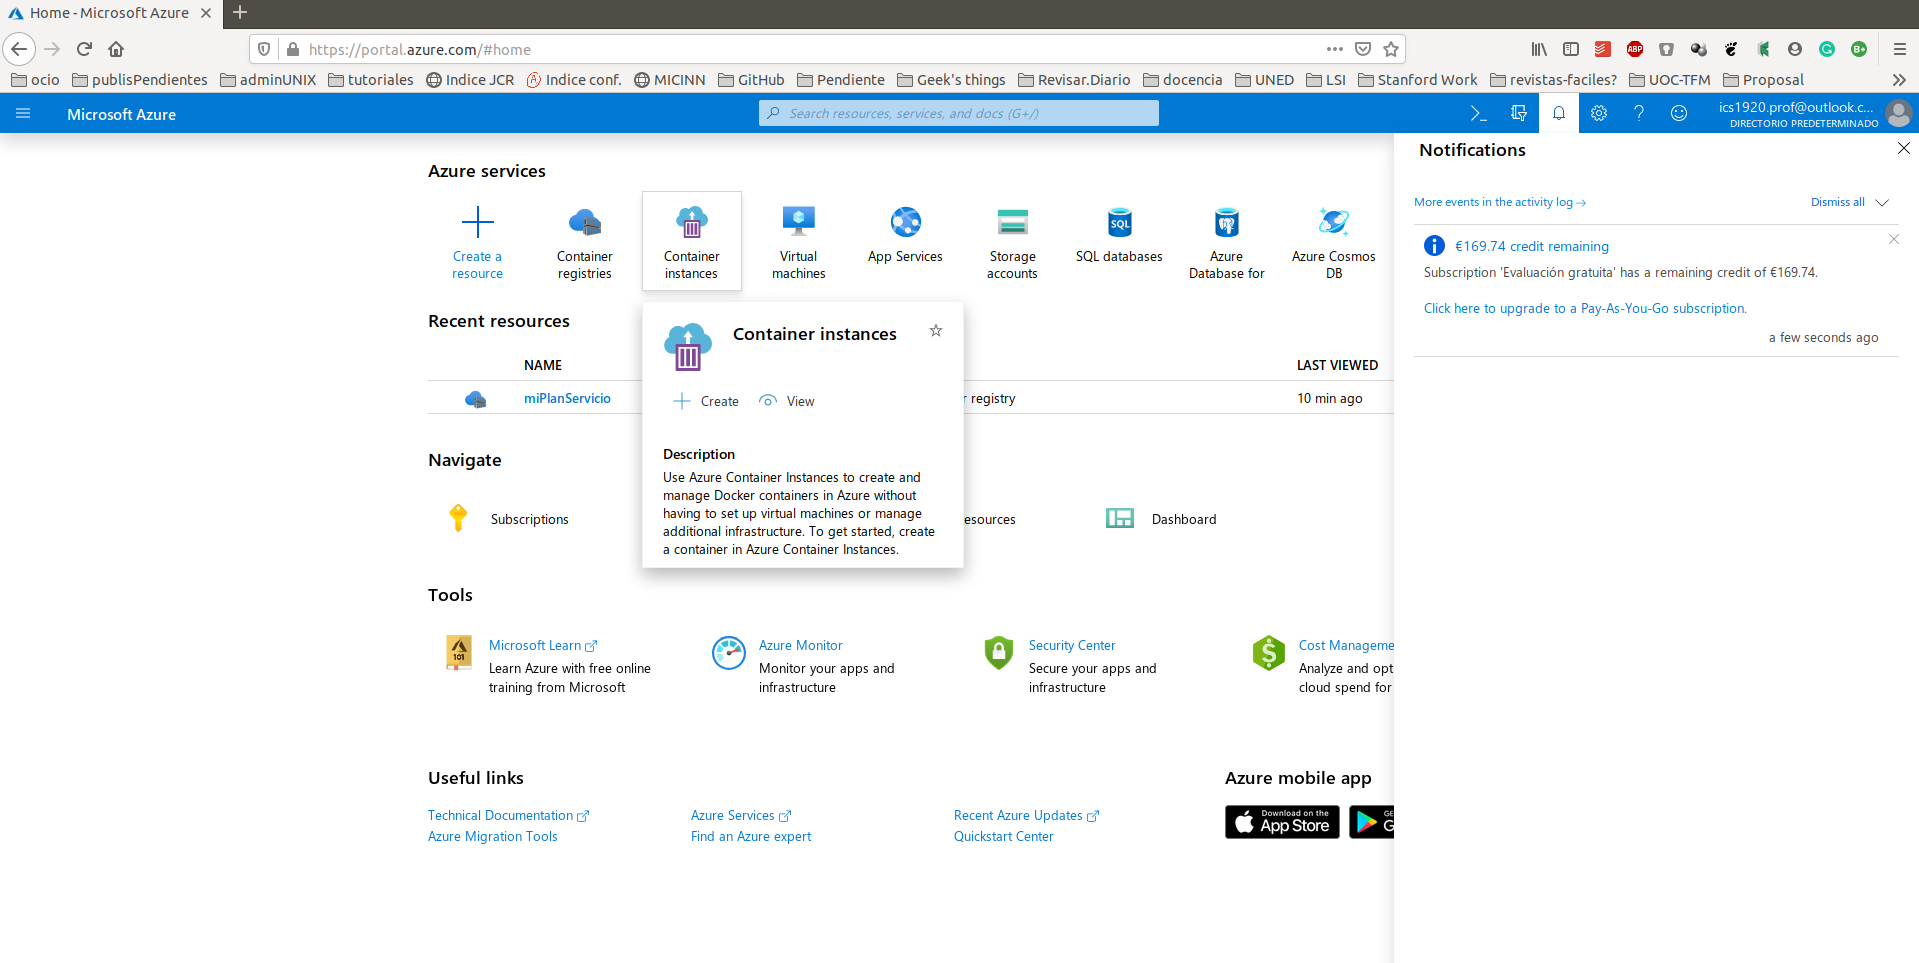 Home - Microsoft Azure
https://portal.azure.com/#home
ocio publisPendientes adminUNIX tutoriales Indice JCR Indice conf. MICINN GitHub Pendiente Geek's things Revisar.Diario docencia UNED LSI Stanford Work revistas-faciles? UOC-TFM Proposal
Microsoft Azure
Search resources, services, and docs (G+/)
ics1920.prof@outlook.c...
DIRECTORIO PREDETERMINADO
Azure services
Create a resource
Container registries
Container instances
Virtual machines
App Services
Storage accounts
SQL databases
Azure Database for
Azure Cosmos DB
Recent resources
NAME
LAST VIEWED
miPlanServicio
r registry
10 min ago
Container instances
Create
View
Description
Use Azure Container Instances to create and
manage Docker containers in Azure without
having to set up virtual machines or manage
additional infrastructure. To get started, create
a container in Azure Container Instances.
Navigate
Subscriptions
esources
Dashboard
Tools
Microsoft Learn
Learn Azure with free online
training from Microsoft
Azure Monitor
Monitor your apps and
infrastructure
Security Center
Secure your apps and
infrastructure
Cost Manageme
Analyze and opt
cloud spend for
Useful links
Technical Documentation
Azure Migration Tools
Azure Services
Find an Azure expert
Recent Azure Updates
Quickstart Center
Azure mobile app
Download on the
App Store
GE
G
Notifications
More events in the activity log →
Dismiss all
€169.74 credit remaining
Subscription 'Evaluación gratuita' has a remaining credit of €169.74.
Click here to upgrade to a Pay-As-You-Go subscription.
a few seconds ago